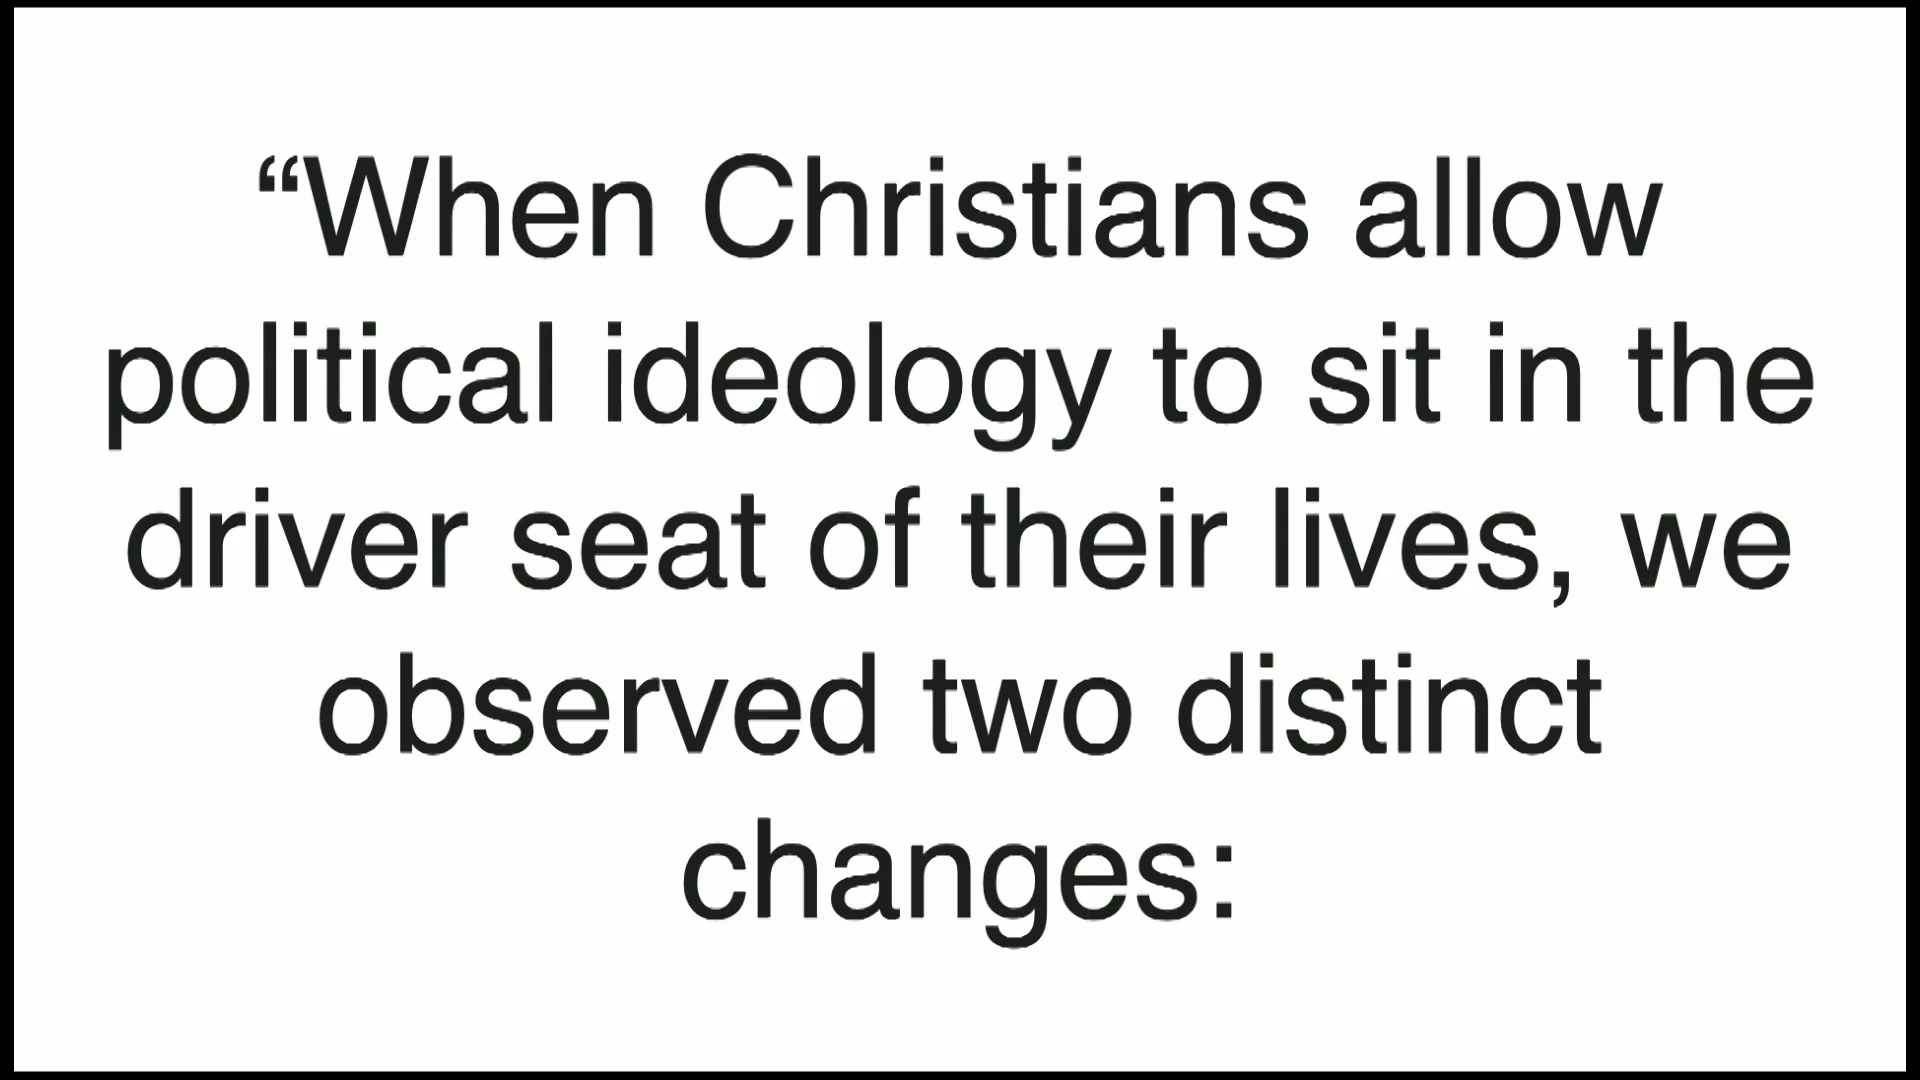 “When Christians allow
political ideology to sit in the
driver seat of their lives, we
observed two distinct
changes: